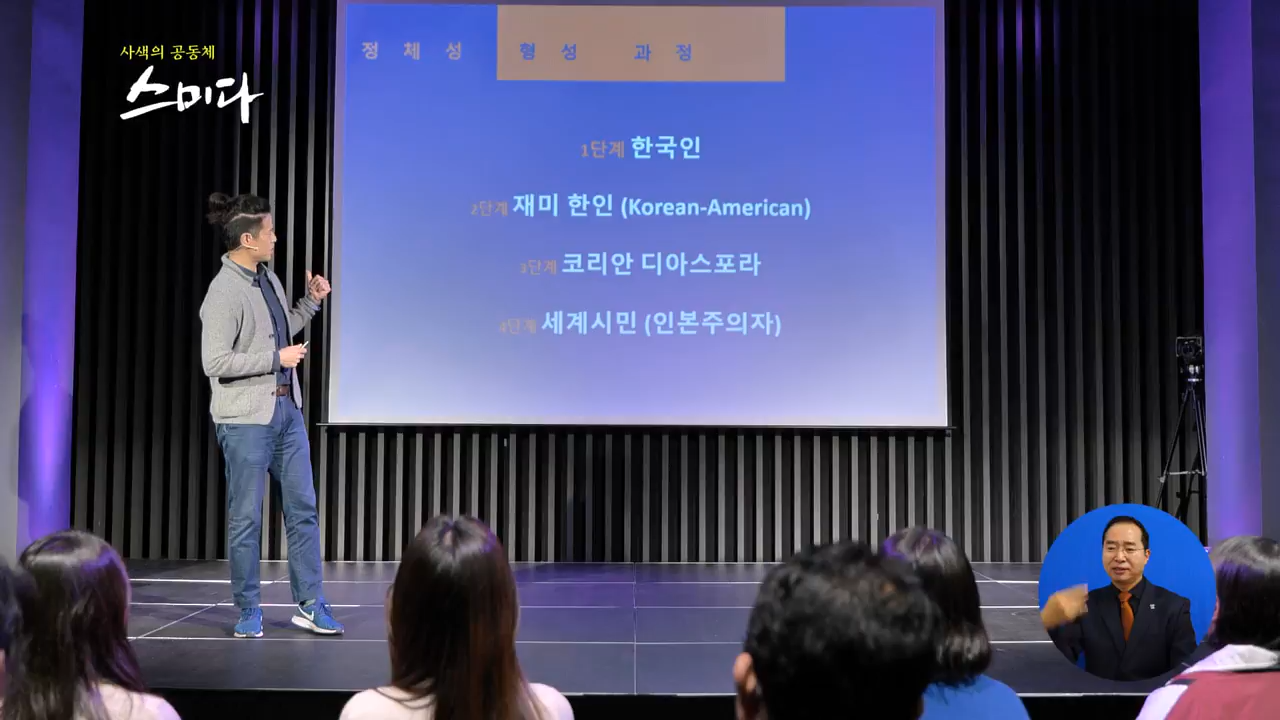 사색의 공동체
스미다
정체성 형성 과정
1단계 한국인
2단계 재미 한인 (Korean-American)
3단계 코리안 디아스포라
4단계 세계시민 (인본주의자)